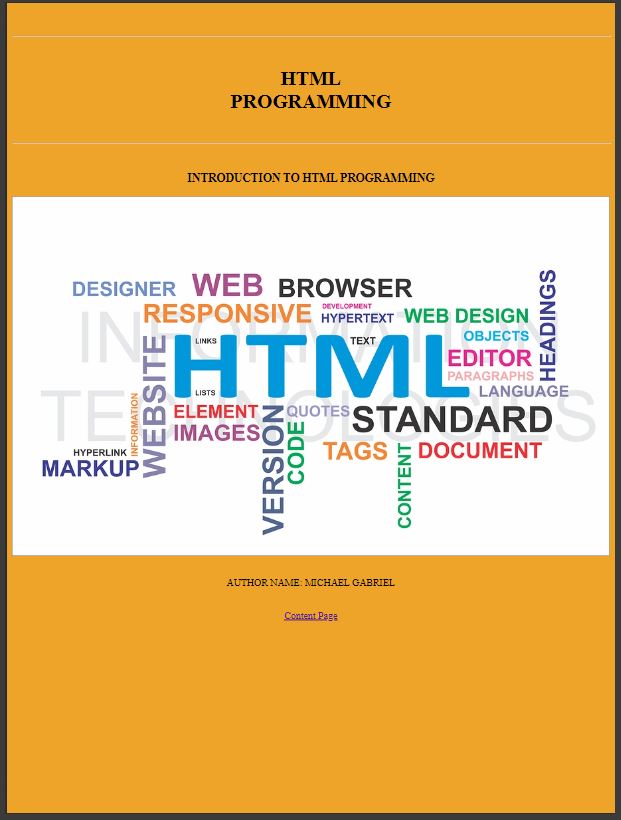 HTML
PROGRAMMING
INTRODUCTION TO HTML PROGRAMMING
INFORMATION
TECHNOLOGIES
DESIGNER
WEB
BROWSER
HEADINGS
RESPONSIVE
DEVELOPMENT
HYPERTEXT
WEB DESIGN
LINKS
TEXT
OBJECTS
HTML
EDITOR
PARAGRAPHS
WEBSITE
LISTS
LANGUAGE
INFORMATION
ELEMENT
QUOTES
STANDARD
IMAGES
VERSION
CODE
TAGS
CONTENT
DOCUMENT
HYPERLINK
MARKUP
AUTHOR NAME: MICHAEL GABRIEL
Content Page